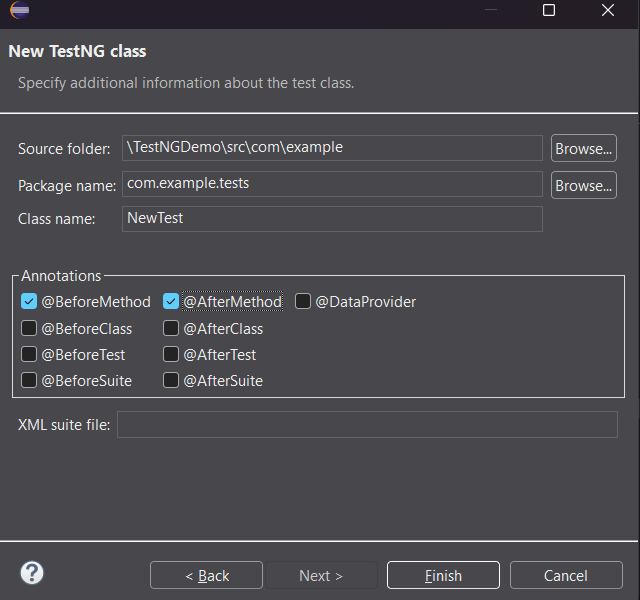 New TestNG class
Specify additional information about the test class.
Source folder: \TestNGDemo\src\com\example Browse...
Package name: com.example.tests Browse...
Class name: NewTest
Annotations
@BeforeMethod @AfterMethod @DataProvider
@BeforeClass @AfterClass
@BeforeTest @AfterTest
@BeforeSuite @AfterSuite
XML suite file:
? < Back Next > Finish Cancel